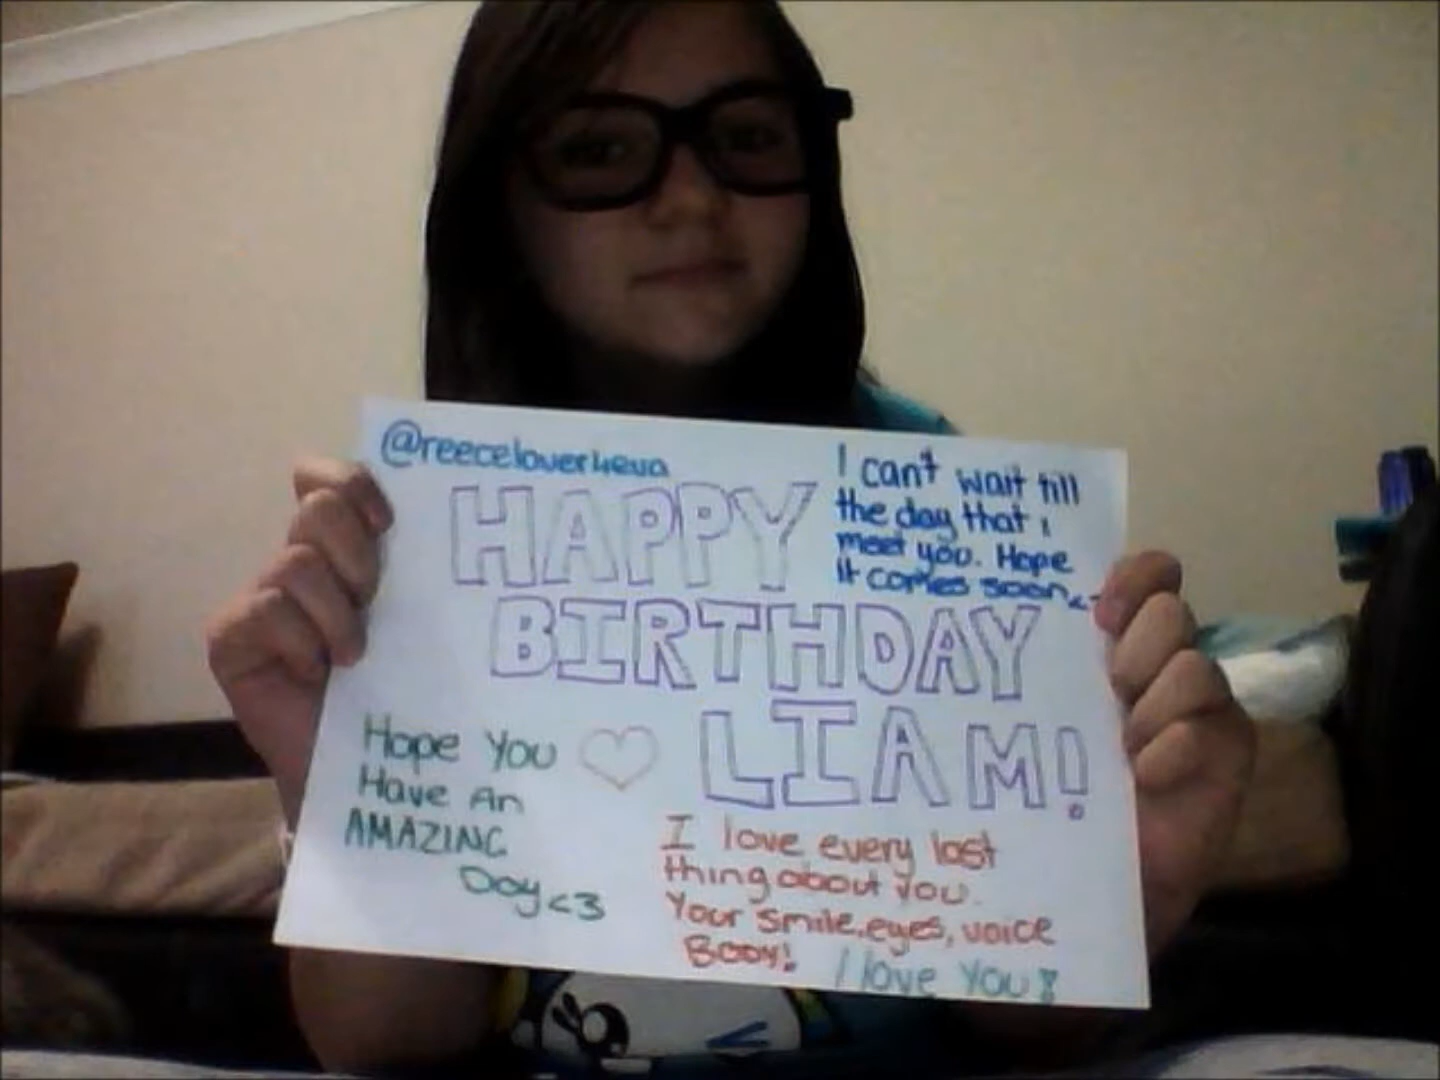 @reecelover4eva
I can't wait till
the day that i
meet you. Hope
it comes soon
HAPPY
BIRTHDAY
LIAM!
Hope You
Have An
AMAZING
Day <3
I love every last
thing about you.
Your smile, eyes, voice
BODY!
I love You!